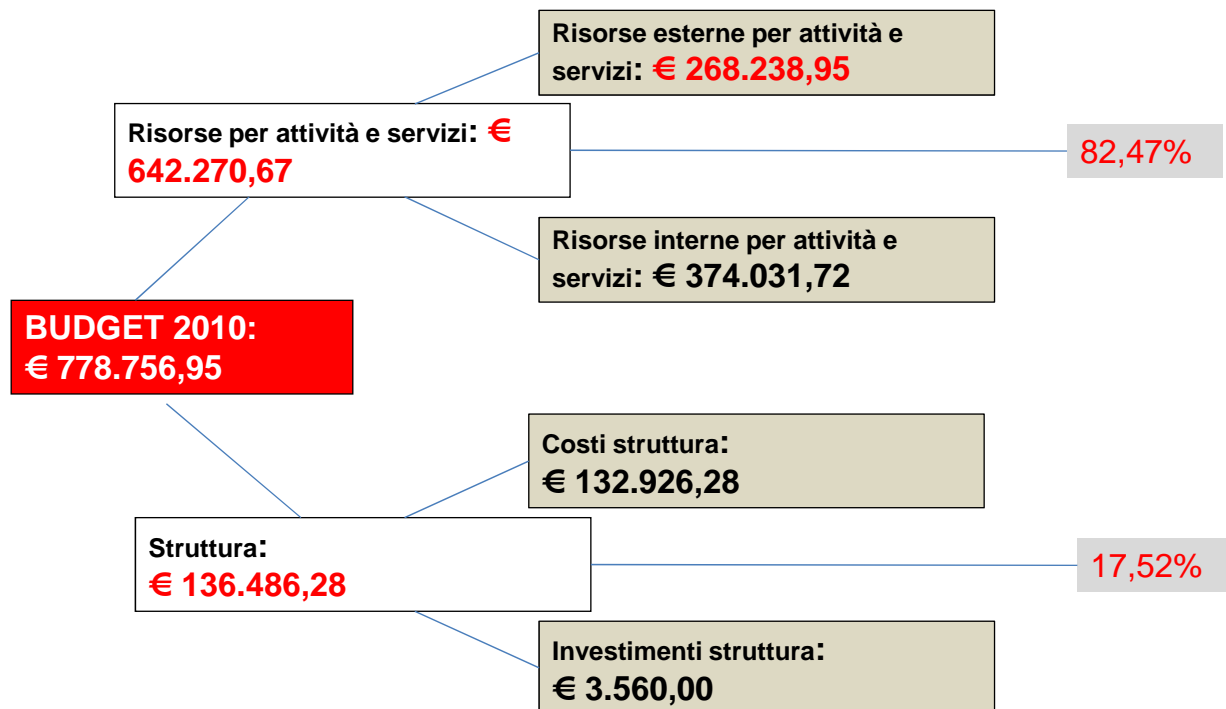 Risorse esterne per attività e
servizi: € 268.238,95
Risorse per attività e servizi: €
642.270,67
82,47%
Risorse interne per attività e
servizi: € 374.031,72
BUDGET 2010:
€ 778.756,95
Costi struttura:
€ 132.926,28
Struttura:
€ 136.486,28
17,52%
Investimenti struttura:
€ 3.560,00